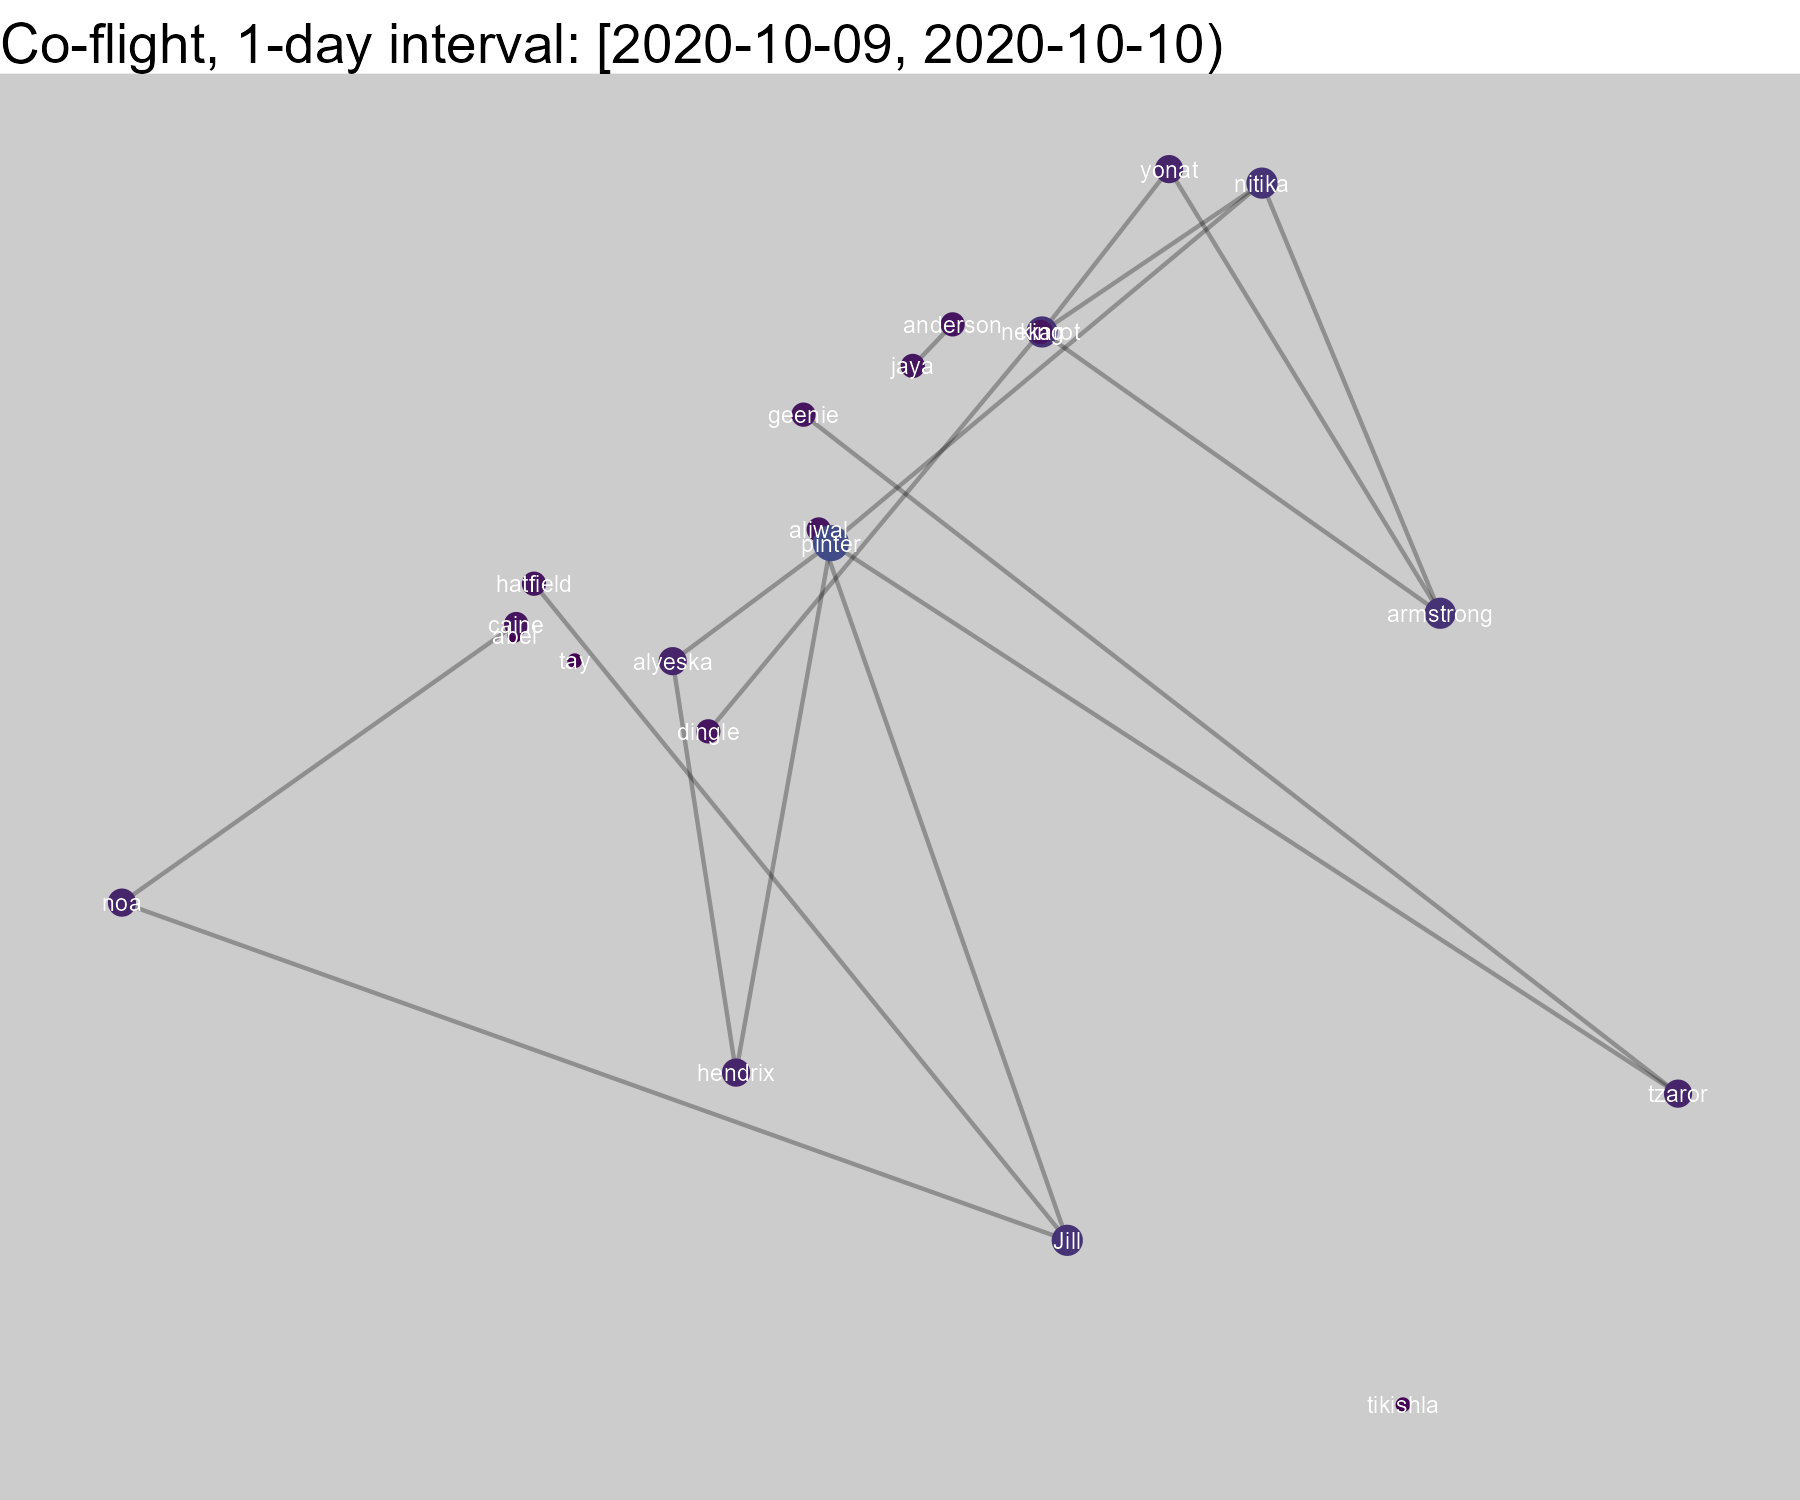 Co-flight, 1-day interval: [2020-10-09, 2020-10-10)
yonat
nitika
anderson
king
jaya
geenie
aliwal
pinter
hatfield
caine
abel
tay
alyeska
armstrong
dingle
noa
hendrix
tzaror
Jill
tikishla